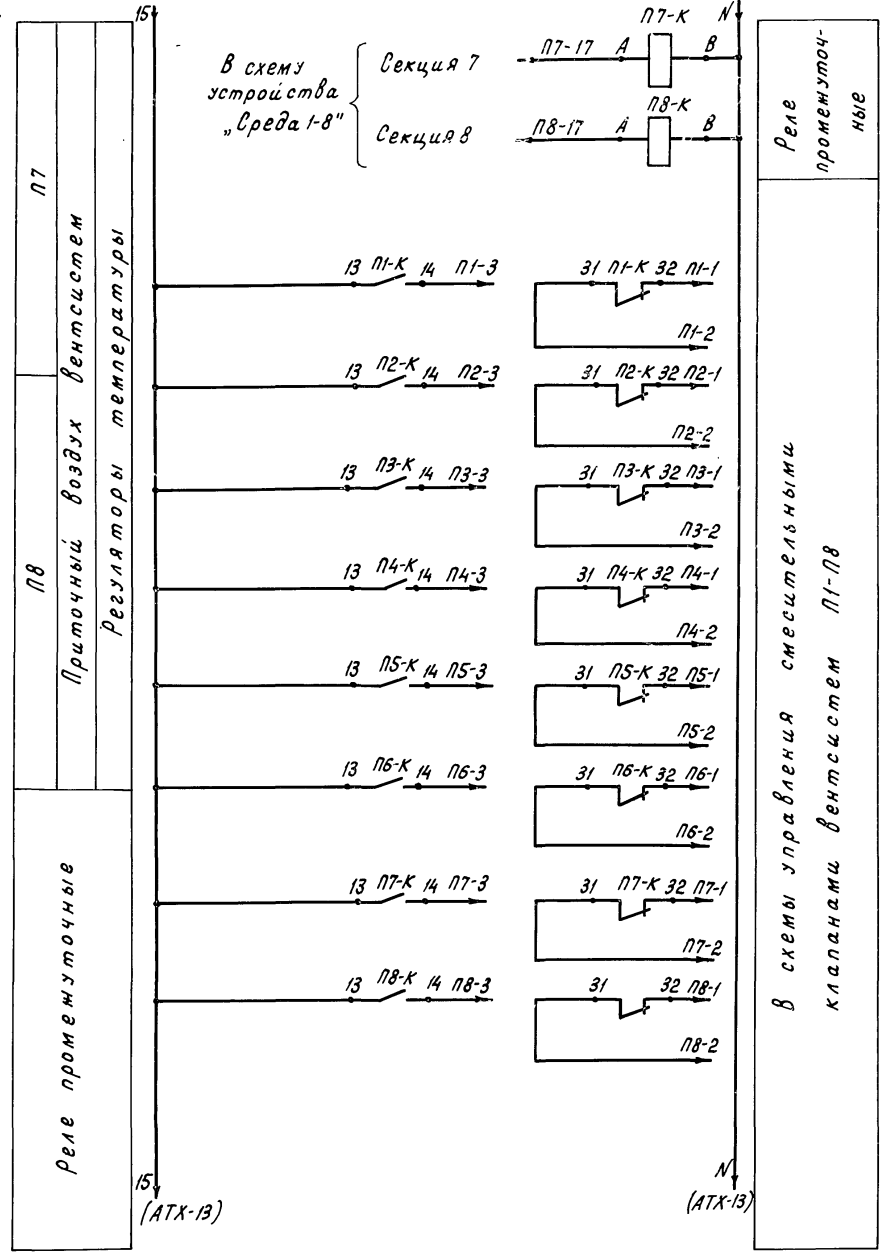 15
N
П7-К
П7-17 А В
В схему
устройства
„Среда 1-8"
Секция 7
Секция 8
П8-К
П8-17 А В
Реле
промежуточ-
ные
П7
П8
Приточный воздух вентсистем
Регуляторы температуры
Реле промежуточные
13 П1-К 14 П1-3
31 П1-К 32 П1-1
П1-2
13 П2-К 14 П2-3
31 П2-К 32 П2-1
П2-2
13 П3-К 14 П3-3
31 П3-К 32 П3-1
П3-2
13 П4-К 14 П4-3
31 П4-К 32 П4-1
П4-2
13 П5-К 14 П5-3
31 П5-К 32 П5-1
П5-2
13 П6-К 14 П6-3
31 П6-К 32 П6-1
П6-2
13 П7-К 14 П7-3
31 П7-К 32 П7-1
П7-2
13 П8-К 14 П8-3
31 32 П8-1
П8-2
В схемы управления смесительными
клапанами вентсистем П1-П8
15
(АТХ-13)
N
(АТХ-13)